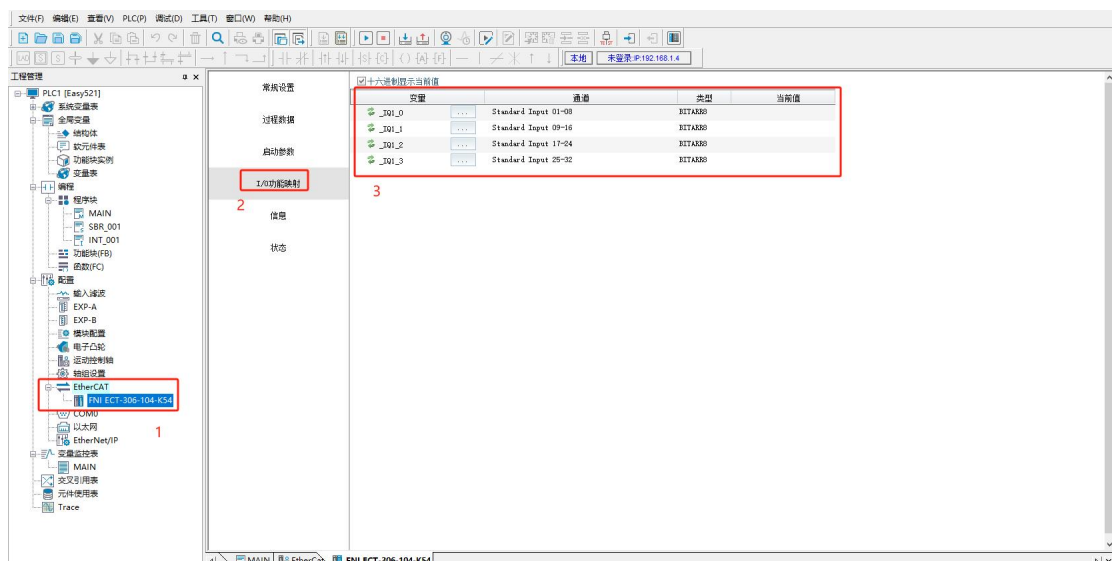 文件(F) 编辑(E) 查看(V) PLC(P) 调试(D) 工具(T) 窗口(W) 帮助(H)
本地 未登录:IP:192.168.1.4
工程管理
PLC1 [Easy521]
系统变量表
全局变量
结构体
软元件表
功能块实例
变量表
编程
程序块
MAIN
SBR_001
INT_001
功能块(FB)
函数(FC)
配置
输入滤波
EXP-A
EXP-B
模块配置
电子凸轮
运动控制轴
轴组设置
EtherCAT
FNI ECT-306-104-K54
COM0
以太网
EtherNet/IP
变量监控表
MAIN
交叉引用表
元件使用表
Trace
1
常规设置
过程数据
启动参数
I/O功能映射
2
信息
状态
十六进制显示当前值
变量 通道 类型 当前值
_IQ1_0 ... Standard Input 01-08 BITARR8
_IQ1_1 ... Standard Input 09-16 BITARR8
_IQ1_2 ... Standard Input 17-24 BITARR8
_IQ1_3 ... Standard Input 25-32 BITARR8
3
MAIN EtherCAT FNI ECT-306-104-K54